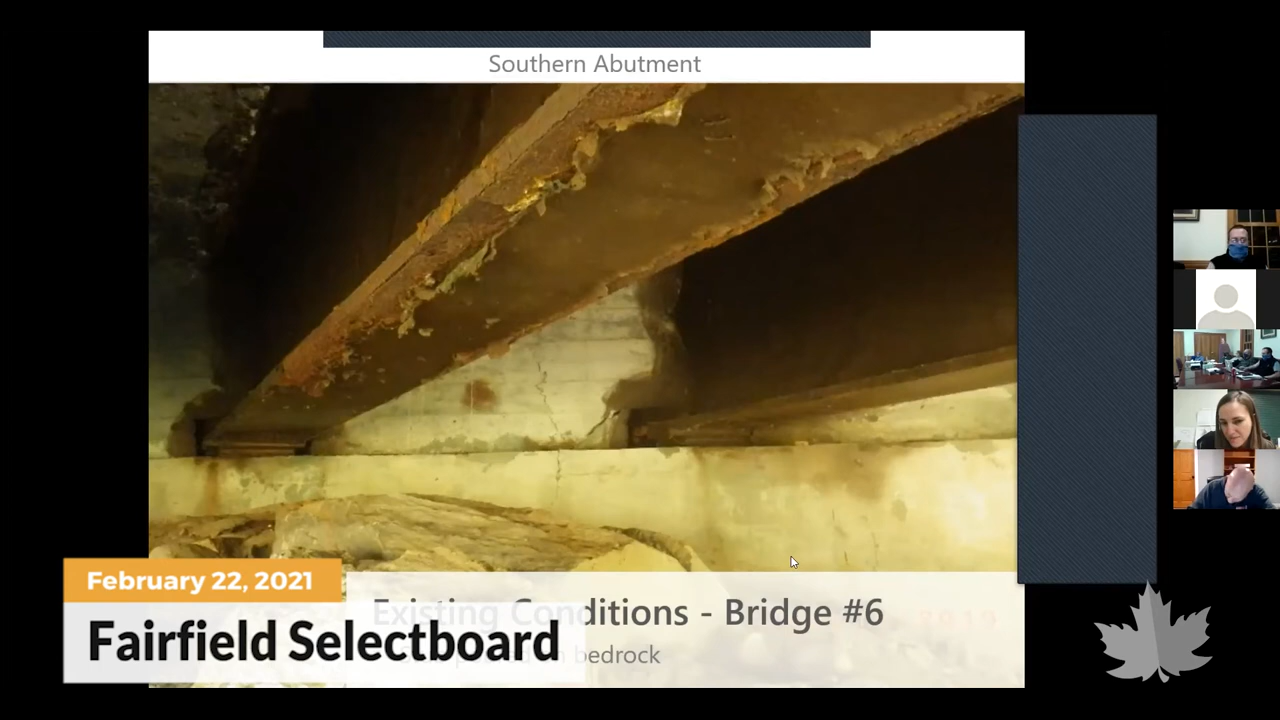 Southern Abutment
Existing Conditions - Bridge #6
bedrock
February 22, 2021
Fairfield Selectboard